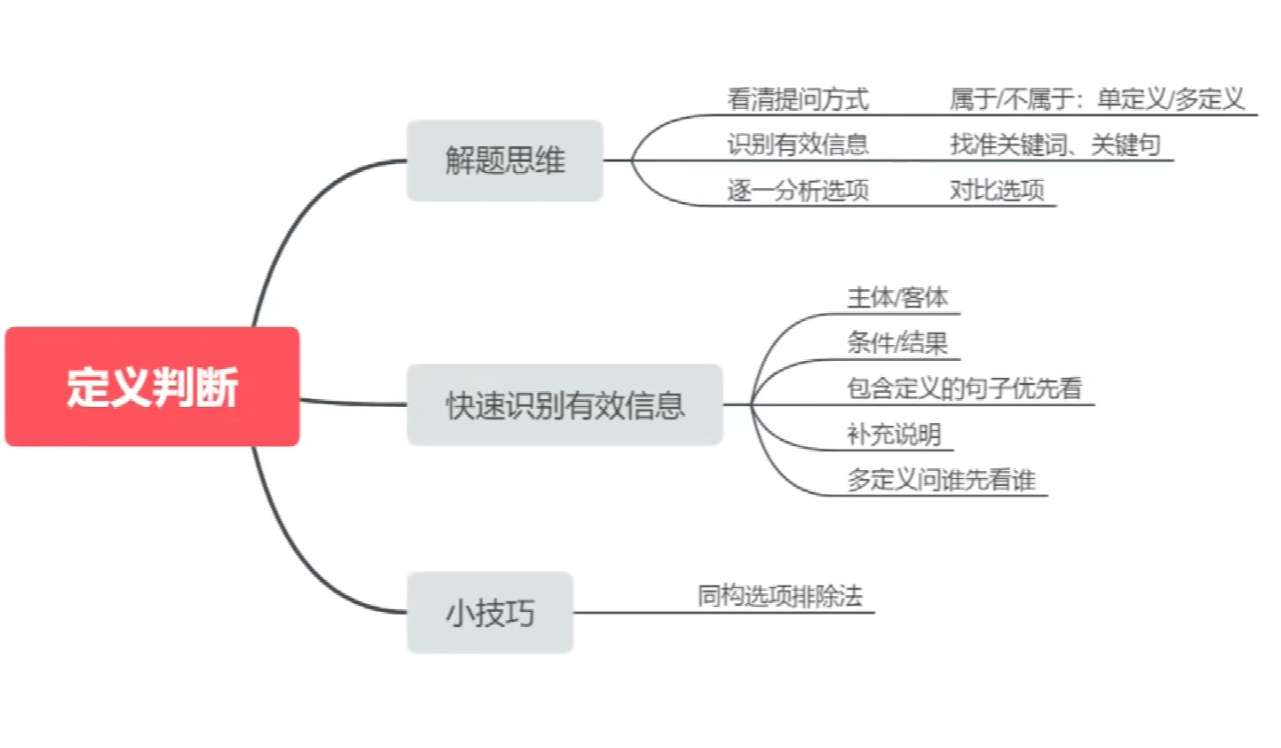 定义判断
解题思维
看清提问方式 属于/不属于：单定义/多定义
识别有效信息 找准关键词、关键句
逐一分析选项 对比选项
快速识别有效信息
主体/客体
条件/结果
包含定义的句子优先看
补充说明
多定义问谁先看谁
小技巧
同构选项排除法